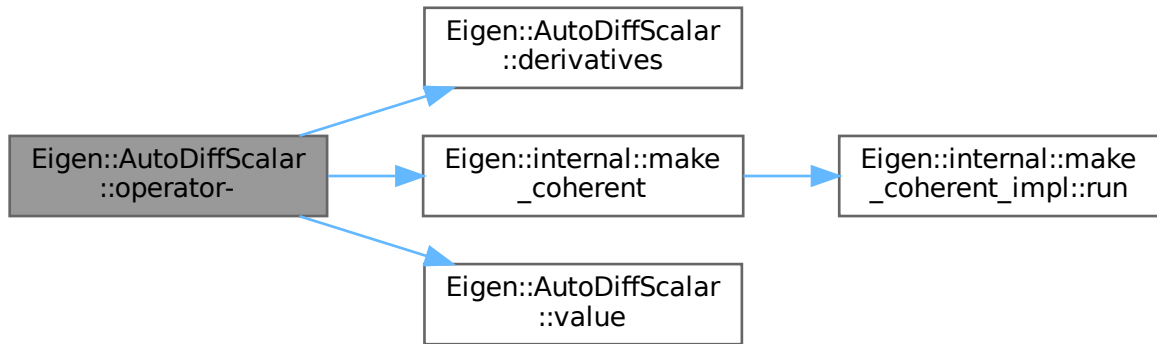 Eigen::AutoDiffScalar
::derivatives
Eigen::AutoDiffScalar
::operator-
Eigen::internal::make
_coherent
Eigen::internal::make
_coherent_impl::run
Eigen::AutoDiffScalar
::value